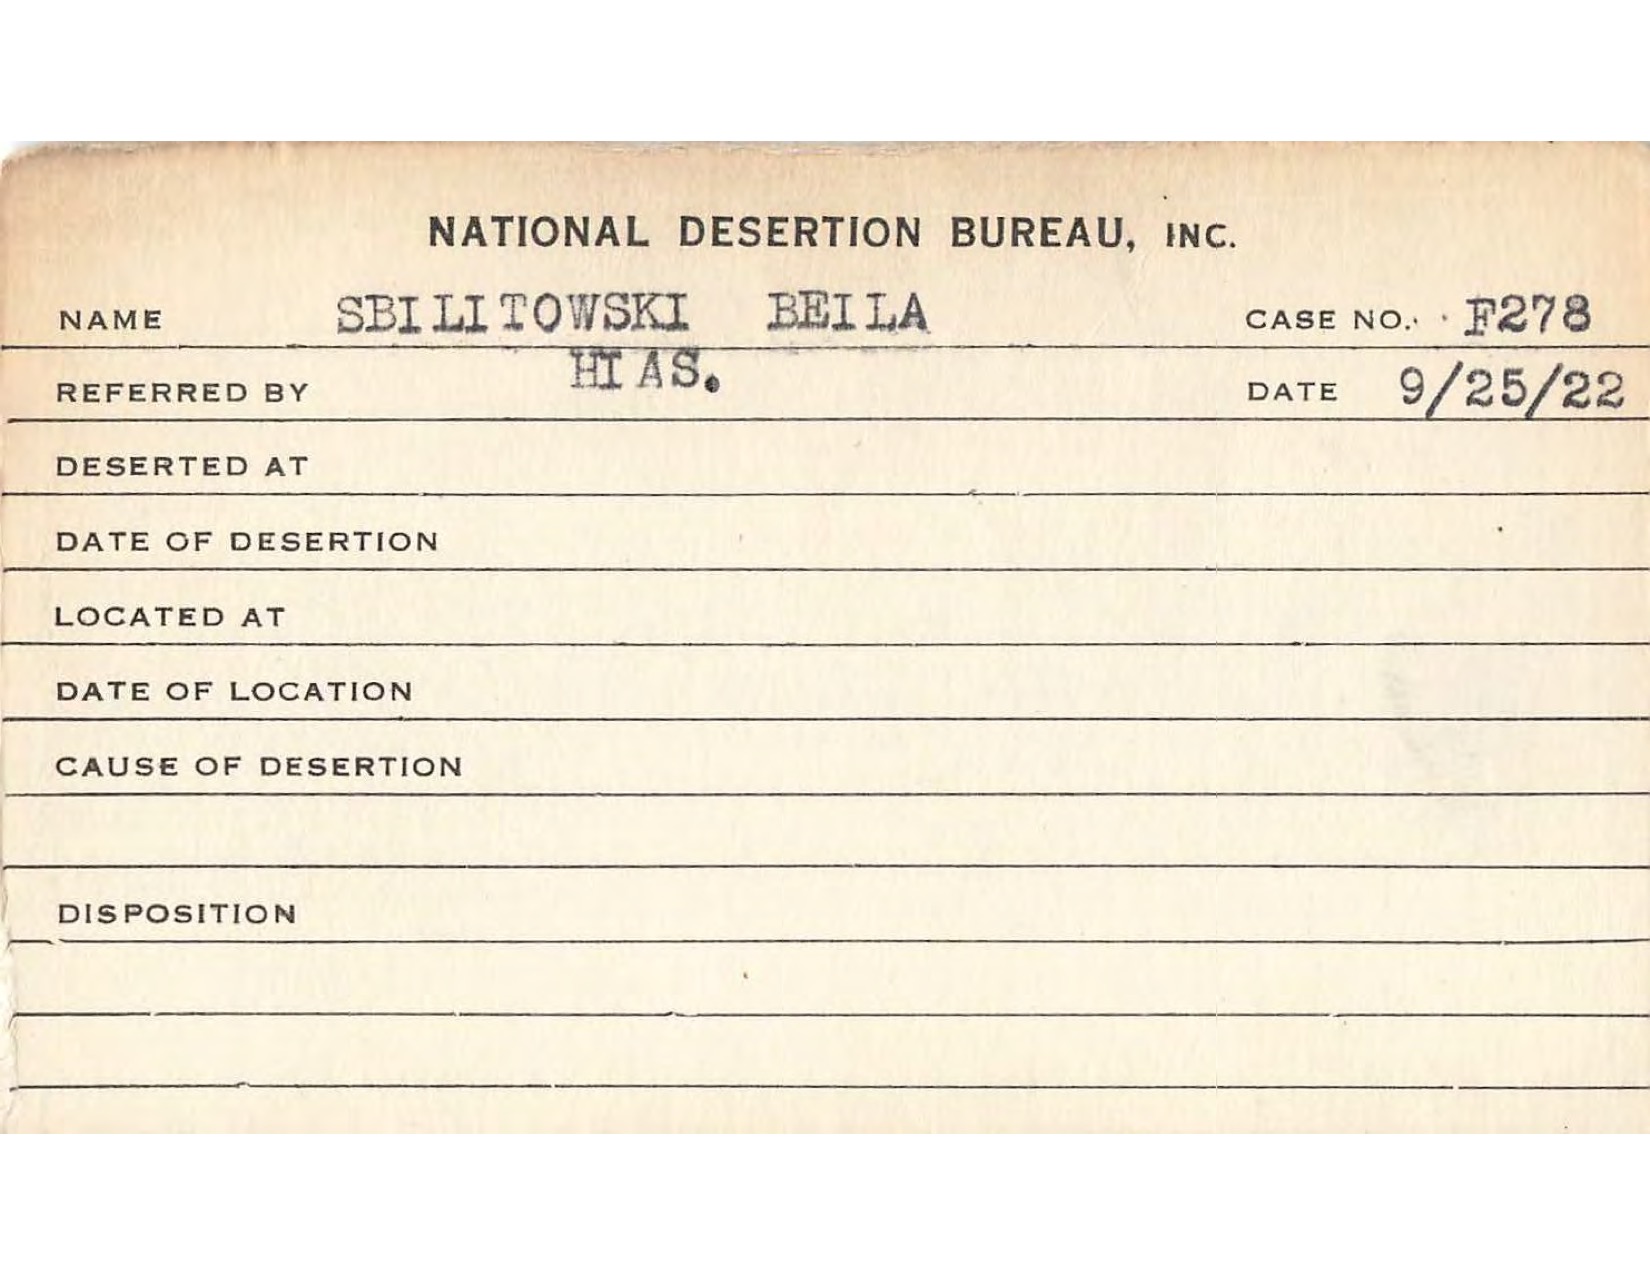 NATIONAL DESERTION BUREAU, INC.
NAME SBILITOWSKI BEILA CASE NO. F278
REFERRED BY HIAS. DATE 9/25/22
DESERTED AT
DATE OF DESERTION
LOCATED AT
DATE OF LOCATION
CAUSE OF DESERTION
DISPOSITION